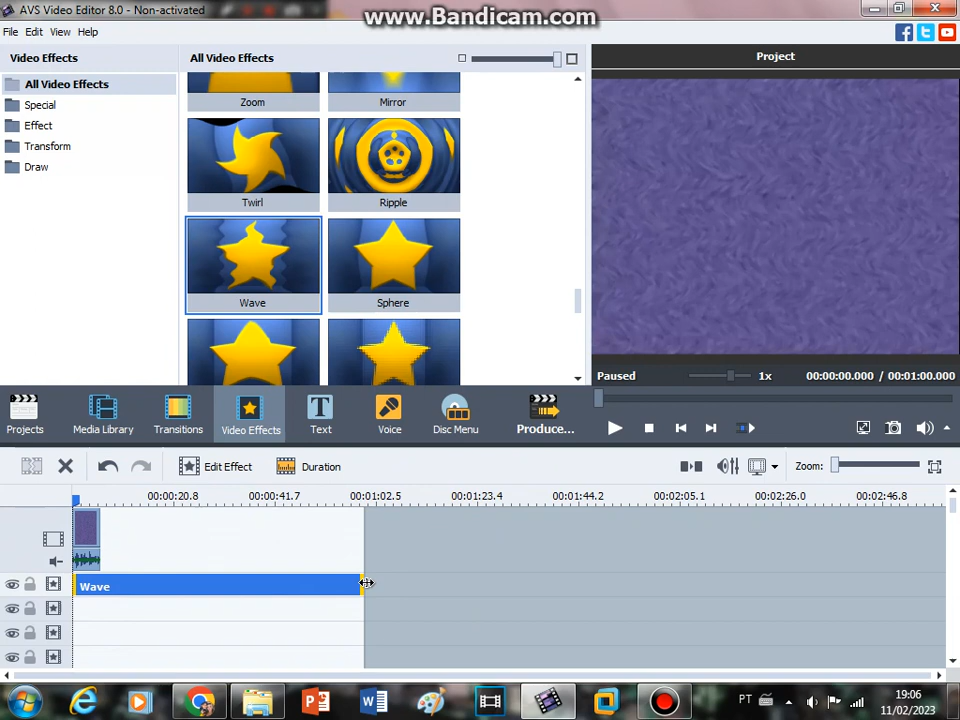 AVS Video Editor 8.0 - Non-activated
www.Bandicam.com
File Edit View Help
Video Effects
All Video Effects
Project
All Video Effects
Special
Effect
Transform
Draw
Zoom
Mirror
Twirl
Ripple
Wave
Sphere
Paused
1x
00:00:00.000 / 00:01:00.000
Projects
Media Library
Transitions
Video Effects
Text
Voice
Disc Menu
Produce...
Edit Effect
Duration
Zoom:
00:00:20.8 00:00:41.7 00:01:02.5 00:01:23.4 00:01:44.2 00:02:05.1 00:02:26.0 00:02:46.8
Wave
PT
19:06
11/02/2023